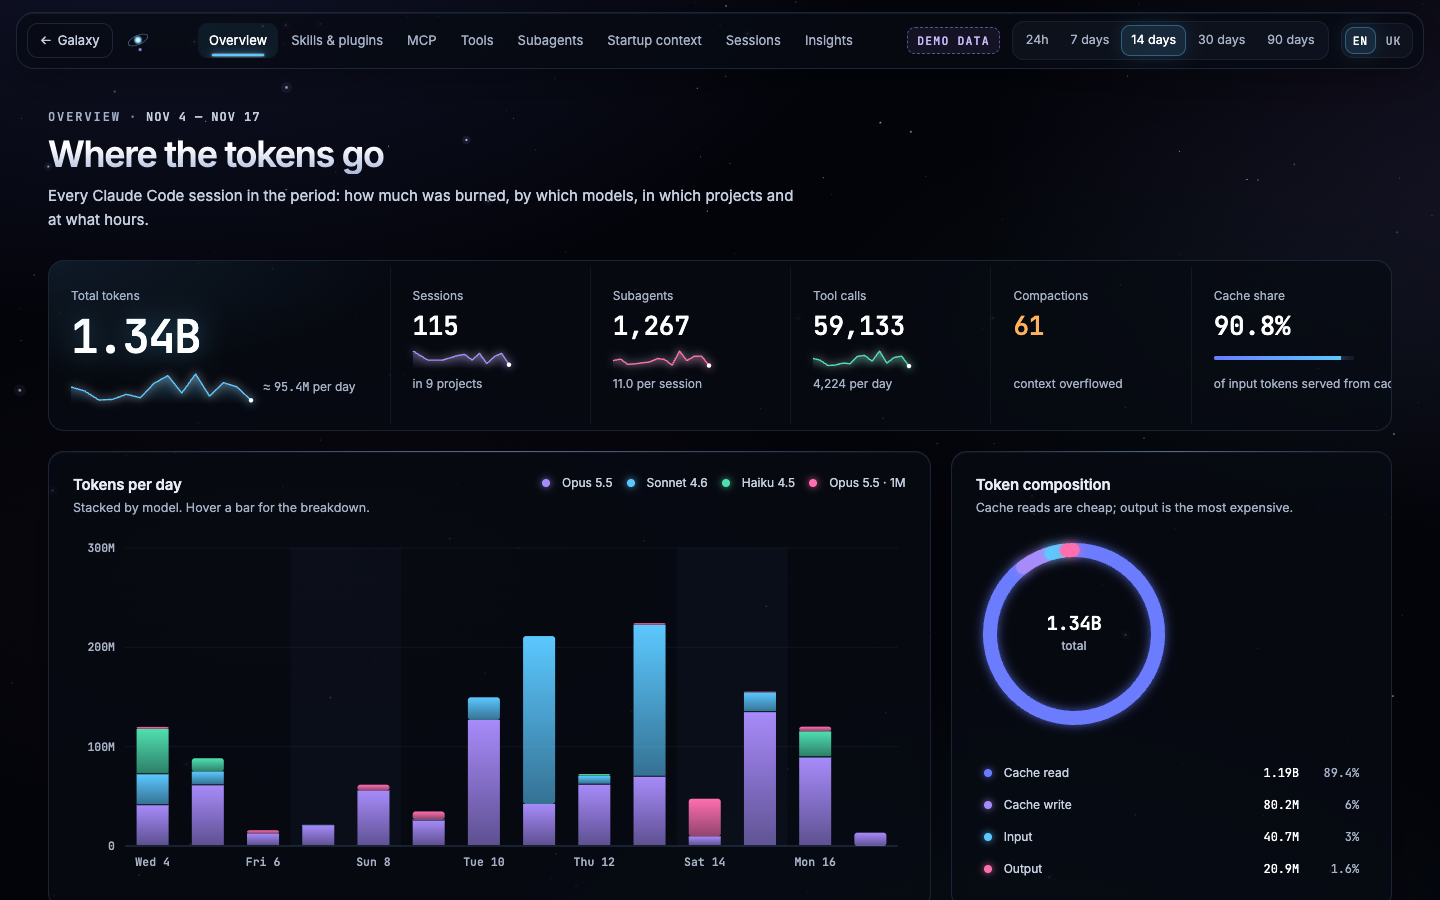 ← Galaxy
Overview
Skills & plugins
MCP
Tools
Subagents
Startup context
Sessions
Insights
DEMO DATA
24h
7 days
14 days
30 days
90 days
EN
UK
OVERVIEW · NOV 4 — NOV 17
Where the tokens go
Every Claude Code session in the period: how much was burned, by which models, in which projects and
at what hours.
Total tokens
1.34B
≈ 95.4M per day
Sessions
115
in 9 projects
Subagents
1,267
11.0 per session
Tool calls
59,133
4,224 per day
Compactions
61
context overflowed
Cache share
90.8%
of input tokens served from cac
Tokens per day
Stacked by model. Hover a bar for the breakdown.
Opus 5.5
Sonnet 4.6
Haiku 4.5
Opus 5.5 · 1M
300M
200M
100M
0
Wed 4
Fri 6
Sun 8
Tue 10
Thu 12
Sat 14
Mon 16
Token composition
Cache reads are cheap; output is the most expensive.
1.34B
total
Cache read 1.19B 89.4%
Cache write 80.2M 6%
Input 40.7M 3%
Output 20.9M 1.6%